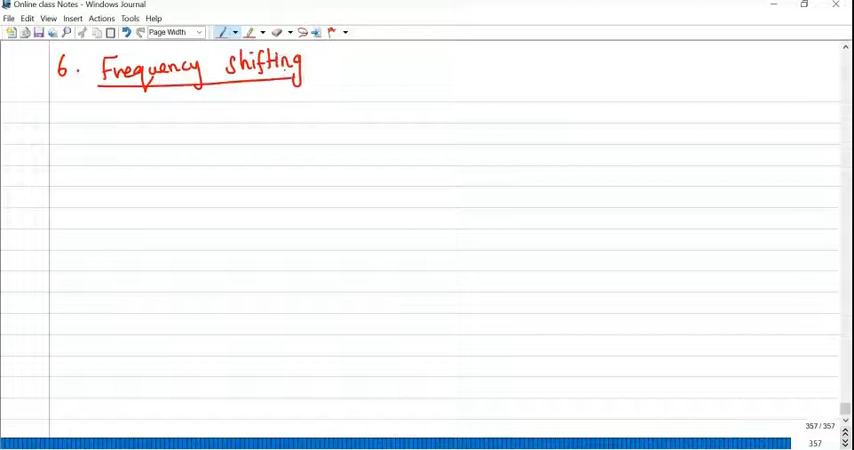 Online class Notes - Windows Journal
File Edit View Insert Actions Tools Help
Page Width
6. Frequency shifting
357 / 357
357